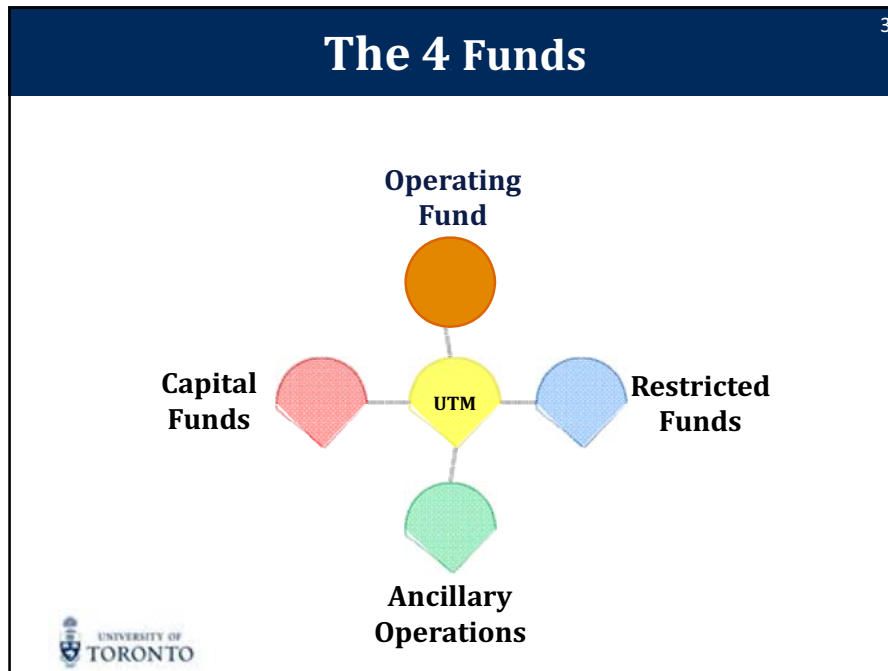 3
The 4 Funds
Operating
Fund
Capital
Funds
UTM
Restricted
Funds
Ancillary
Operations
UNIVERSITY OF
TORONTO